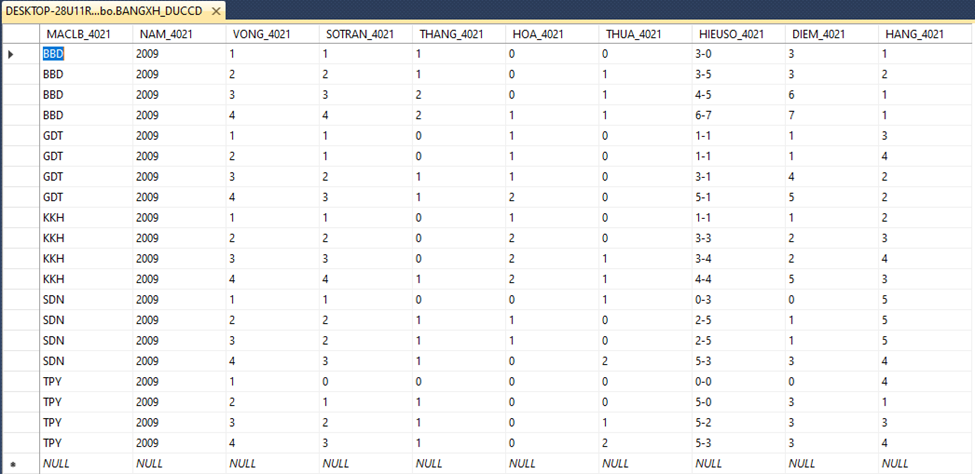 DESKTOP-28U11R...bo.BANGXH_DUCCD
MACLB_4021 NAM_4021 VONG_4021 SOTRAN_4021 THANG_4021 HOA_4021 THUA_4021 HIEUSO_4021 DIEM_4021 HANG_4021
BBD 2009 1 1 1 0 0 3-0 3 1
BBD 2009 2 2 1 0 1 3-5 3 2
BBD 2009 3 3 2 0 1 4-5 6 1
BBD 2009 4 4 2 1 1 6-7 7 1
GDT 2009 1 1 0 1 0 1-1 1 3
GDT 2009 2 1 0 1 0 1-1 1 4
GDT 2009 3 2 1 1 0 3-1 4 2
GDT 2009 4 3 1 2 0 5-1 5 2
KKH 2009 1 1 0 1 0 1-1 1 2
KKH 2009 2 2 0 2 0 3-3 2 3
KKH 2009 3 3 0 2 1 3-4 2 4
KKH 2009 4 4 1 2 1 4-4 5 3
SDN 2009 1 1 0 0 1 0-3 0 5
SDN 2009 2 2 1 1 0 2-5 1 5
SDN 2009 3 2 1 1 0 2-5 1 5
SDN 2009 4 3 1 0 2 5-3 3 4
TPY 2009 1 0 0 0 0 0-0 0 4
TPY 2009 2 1 1 0 0 5-0 3 1
TPY 2009 3 2 1 0 1 5-2 3 3
TPY 2009 4 3 1 0 2 5-3 3 4
NULL NULL NULL NULL NULL NULL NULL NULL NULL NULL